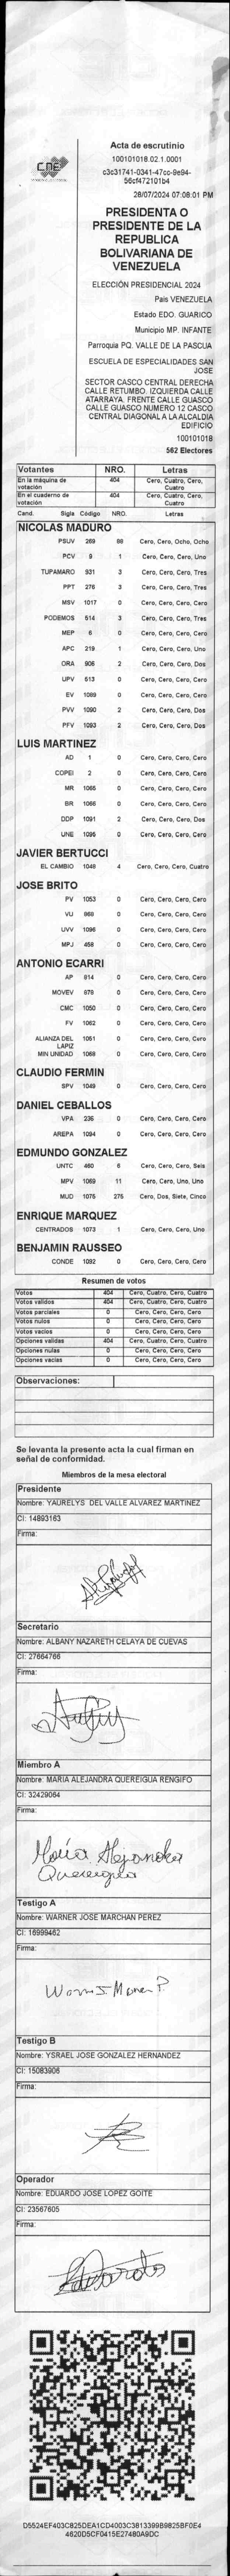 Acta de escrutinio
100101018.02.1.0001
c3c31741-0341-47cc-9e94-
56cf472101b4
28/07/2024 07:08:01 PM
CNE
PRESIDENTA O
PRESIDENTE DE LA
REPUBLICA
BOLIVARIANA DE
VENEZUELA
ELECCIÓN PRESIDENCIAL 2024
Pais VENEZUELA
Estado EDO. GUARICO
Municipio MP. INFANTE
Parroquia PQ. VALLE DE LA PASCUA
ESCUELA DE ESPECIALIDADES SAN
JOSE
SECTOR CASCO CENTRAL DERECHA
CALLE RETUMBO. IZQUIERDA CALLE
ATARRAYA. FRENTE CALLE GUASCO
CALLE GUASCO NUMERO 12 CASCO
CENTRAL DIAGONAL A LA ALCALDIA
EDIFICIO
100101018
562 Electores
Votantes NRO. Letras
En la máquina de votación 404 Cero, Cuatro, Cero, Cuatro
En el cuaderno de votación 404 Cero, Cuatro, Cero, Cuatro
Cand. Sigla Código NRO. Letras
NICOLAS MADURO
PSUV 269 88 Cero, Cero, Ocho, Ocho
PCV 9 1 Cero, Cero, Cero, Uno
TUPAMARO 931 3 Cero, Cero, Cero, Tres
PPT 276 3 Cero, Cero, Cero, Tres
MSV 1017 0 Cero, Cero, Cero, Cero
PODEMOS 514 3 Cero, Cero, Cero, Tres
MEP 6 0 Cero, Cero, Cero, Cero
APC 219 1 Cero, Cero, Cero, Uno
ORA 906 2 Cero, Cero, Cero, Dos
UPV 513 0 Cero, Cero, Cero, Cero
EV 1089 0 Cero, Cero, Cero, Cero
PVV 1090 2 Cero, Cero, Cero, Dos
PFV 1093 2 Cero, Cero, Cero, Dos
LUIS MARTINEZ
AD 1 0 Cero, Cero, Cero, Cero
COPEI 2 0 Cero, Cero, Cero, Cero
MR 1065 0 Cero, Cero, Cero, Cero
BR 1066 0 Cero, Cero, Cero, Cero
DDP 1091 2 Cero, Cero, Cero, Dos
UNE 1095 0 Cero, Cero, Cero, Cero
JAVIER BERTUCCI
EL CAMBIO 1048 4 Cero, Cero, Cero, Cuatro
JOSE BRITO
PV 1053 0 Cero, Cero, Cero, Cero
VU 868 0 Cero, Cero, Cero, Cero
UVV 1096 0 Cero, Cero, Cero, Cero
MPJ 458 0 Cero, Cero, Cero, Cero
ANTONIO ECARRI
AP 814 0 Cero, Cero, Cero, Cero
MOVEV 879 0 Cero, Cero, Cero, Cero
CMC 1050 0 Cero, Cero, Cero, Cero
FV 1062 0 Cero, Cero, Cero, Cero
ALIANZA DEL LAPIZ 1051 0 Cero, Cero, Cero, Cero
MIN UNIDAD 1068 0 Cero, Cero, Cero, Cero
CLAUDIO FERMIN
SPV 1049 0 Cero, Cero, Cero, Cero
DANIEL CEBALLOS
VPA 236 0 Cero, Cero, Cero, Cero
AREPA 1094 0 Cero, Cero, Cero, Cero
EDMUNDO GONZALEZ
UNTC 460 6 Cero, Cero, Cero, Seis
MPV 1069 11 Cero, Cero, Uno, Uno
MUD 1075 275 Cero, Dos, Siete, Cinco
ENRIQUE MARQUEZ
CENTRADOS 1073 1 Cero, Cero, Cero, Uno
BENJAMIN RAUSSEO
CONDE 1092 0 Cero, Cero, Cero, Cero
Resumen de votos
Votos 404 Cero, Cuatro, Cero, Cuatro
Votos validos 404 Cero, Cuatro, Cero, Cuatro
Votos parciales 0 Cero, Cero, Cero, Cero
Votos nulos 0 Cero, Cero, Cero, Cero
Votos vacios 0 Cero, Cero, Cero, Cero
Opciones validas 404 Cero, Cuatro, Cero, Cuatro
Opciones nulas 0 Cero, Cero, Cero, Cero
Opciones vacias 0 Cero, Cero, Cero, Cero
Observaciones:
Se levanta la presente acta la cual firman en
señal de conformidad.
Miembros de la mesa electoral
Presidente
Nombre: YAURELYS DEL VALLE ALVAREZ MARTINEZ
CI: 14893163
Firma:
Secretario
Nombre: ALBANY NAZARETH CELAYA DE CUEVAS
CI: 27664766
Firma:
Miembro A
Nombre: MARIA ALEJANDRA QUEREIGUA RENGIFO
CI: 32429064
Firma:
María Alejandra
Quereigua
Testigo A
Nombre: WARNER JOSE MARCHAN PEREZ
CI: 16999462
Firma:
Testigo B
Nombre: YSRAEL JOSE GONZALEZ HERNANDEZ
CI: 15083906
Firma:
Operador
Nombre: EDUARDO JOSE LOPEZ GOITE
CI: 23567605
Firma:
Eduardo
D5524EF403C825DEA1CD4003C3813399B9825BF0E4
4620D5CF0415E27480A9DC